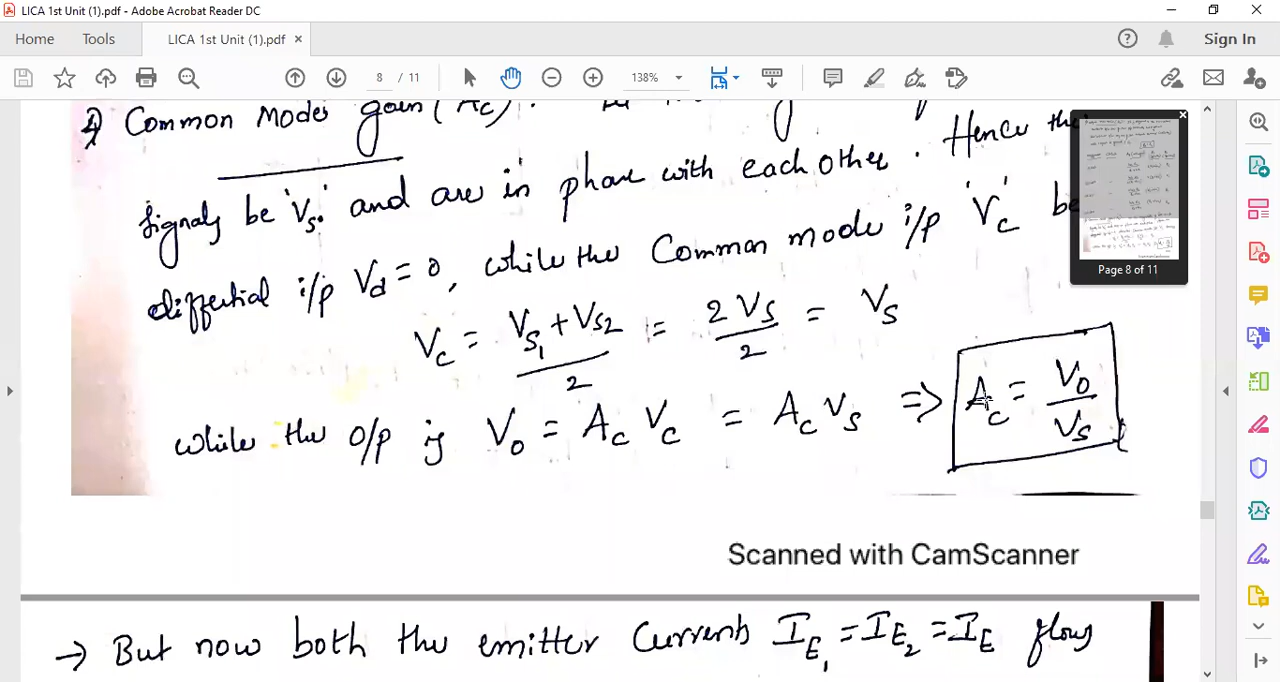 LICA 1st Unit (1).pdf - Adobe Acrobat Reader DC
Home Tools LICA 1st Unit (1).pdf × Sign In
8 / 11 138%
4) Common Mode gain (Ac) :
signals be 'Vs' and are in phase with each other. Hence the
differential i/p Vd = 0, while the Common mode i/p 'Vc' be
Vc = (Vs1 + Vs2)/2 = 2 Vs/2 = Vs
while the o/p is Vo = Ac Vc = Ac Vs => Ac = Vo/Vs
Page 8 of 11
Scanned with CamScanner
→ But now both the emitter Currents IE1 = IE2 = IE flows